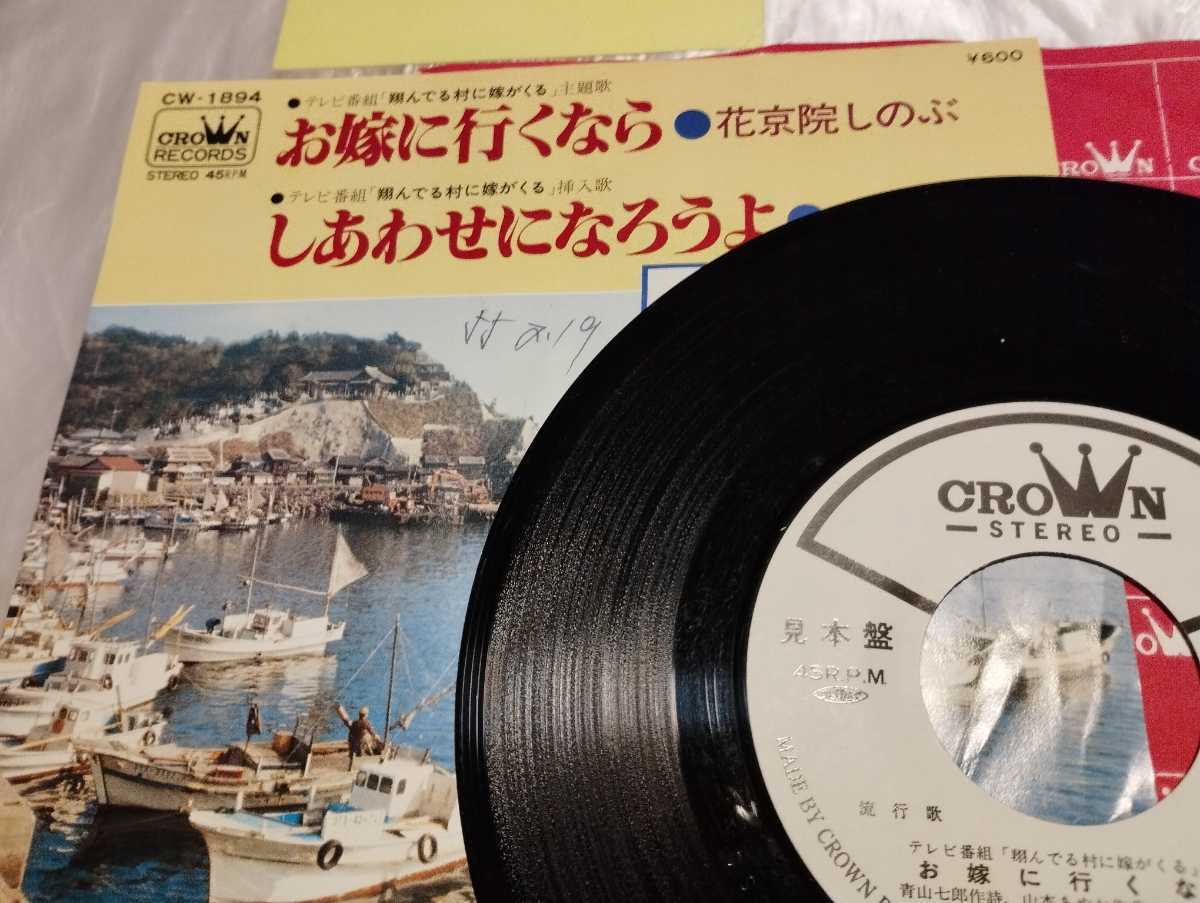 CW-1894
CROWN
RECORDS
STEREO 45RPM
¥600
●テレビ番組「翔んでる村に嫁がくる」主題歌
お嫁に行くなら●花京院しのぶ
●テレビ番組「翔んでる村に嫁がくる」挿入歌
しあわせになろうよ●
CROWN
CROWN
STEREO
見本盤
45R.P.M.
MADE BY CROWN
流行歌
テレビ番組「翔んでる村に嫁がくる」
お嫁に行くな
青山七郎作詩、山本